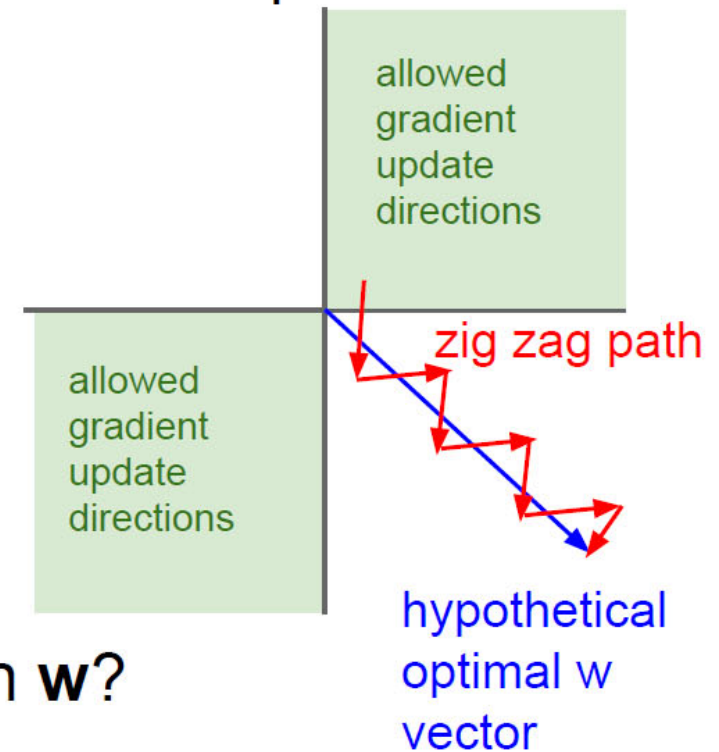 allowed
gradient
update
directions
zig zag path
allowed
gradient
update
directions
hypothetical
optimal w
vector
w?